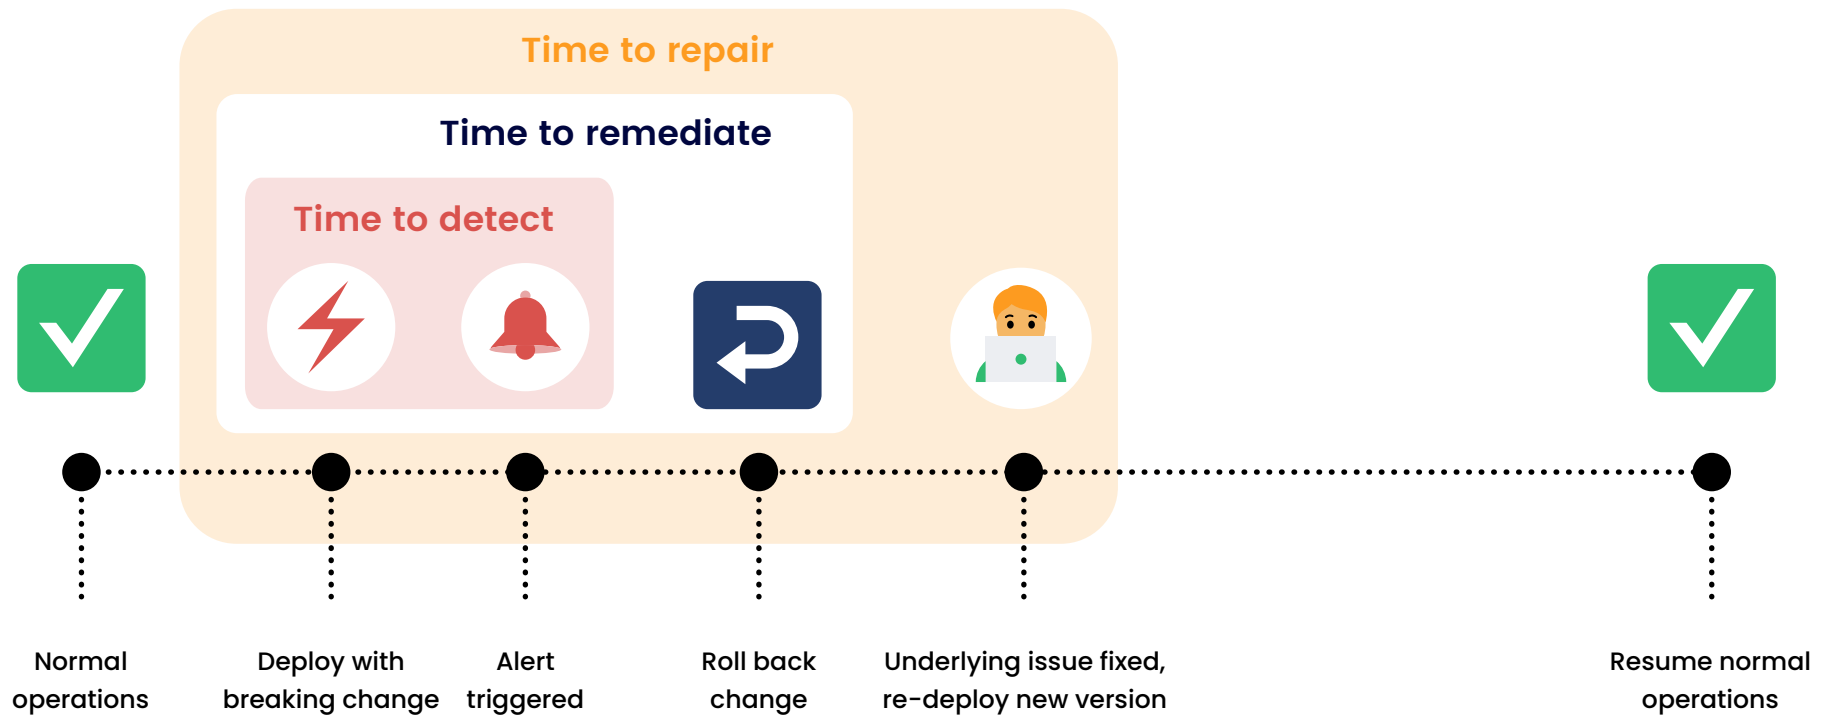 Time to repair
Time to remediate
Time to detect
Normal
operations
Deploy with
breaking change
Alert
triggered
Roll back
change
Underlying issue fixed,
re-deploy new version
Resume normal
operations